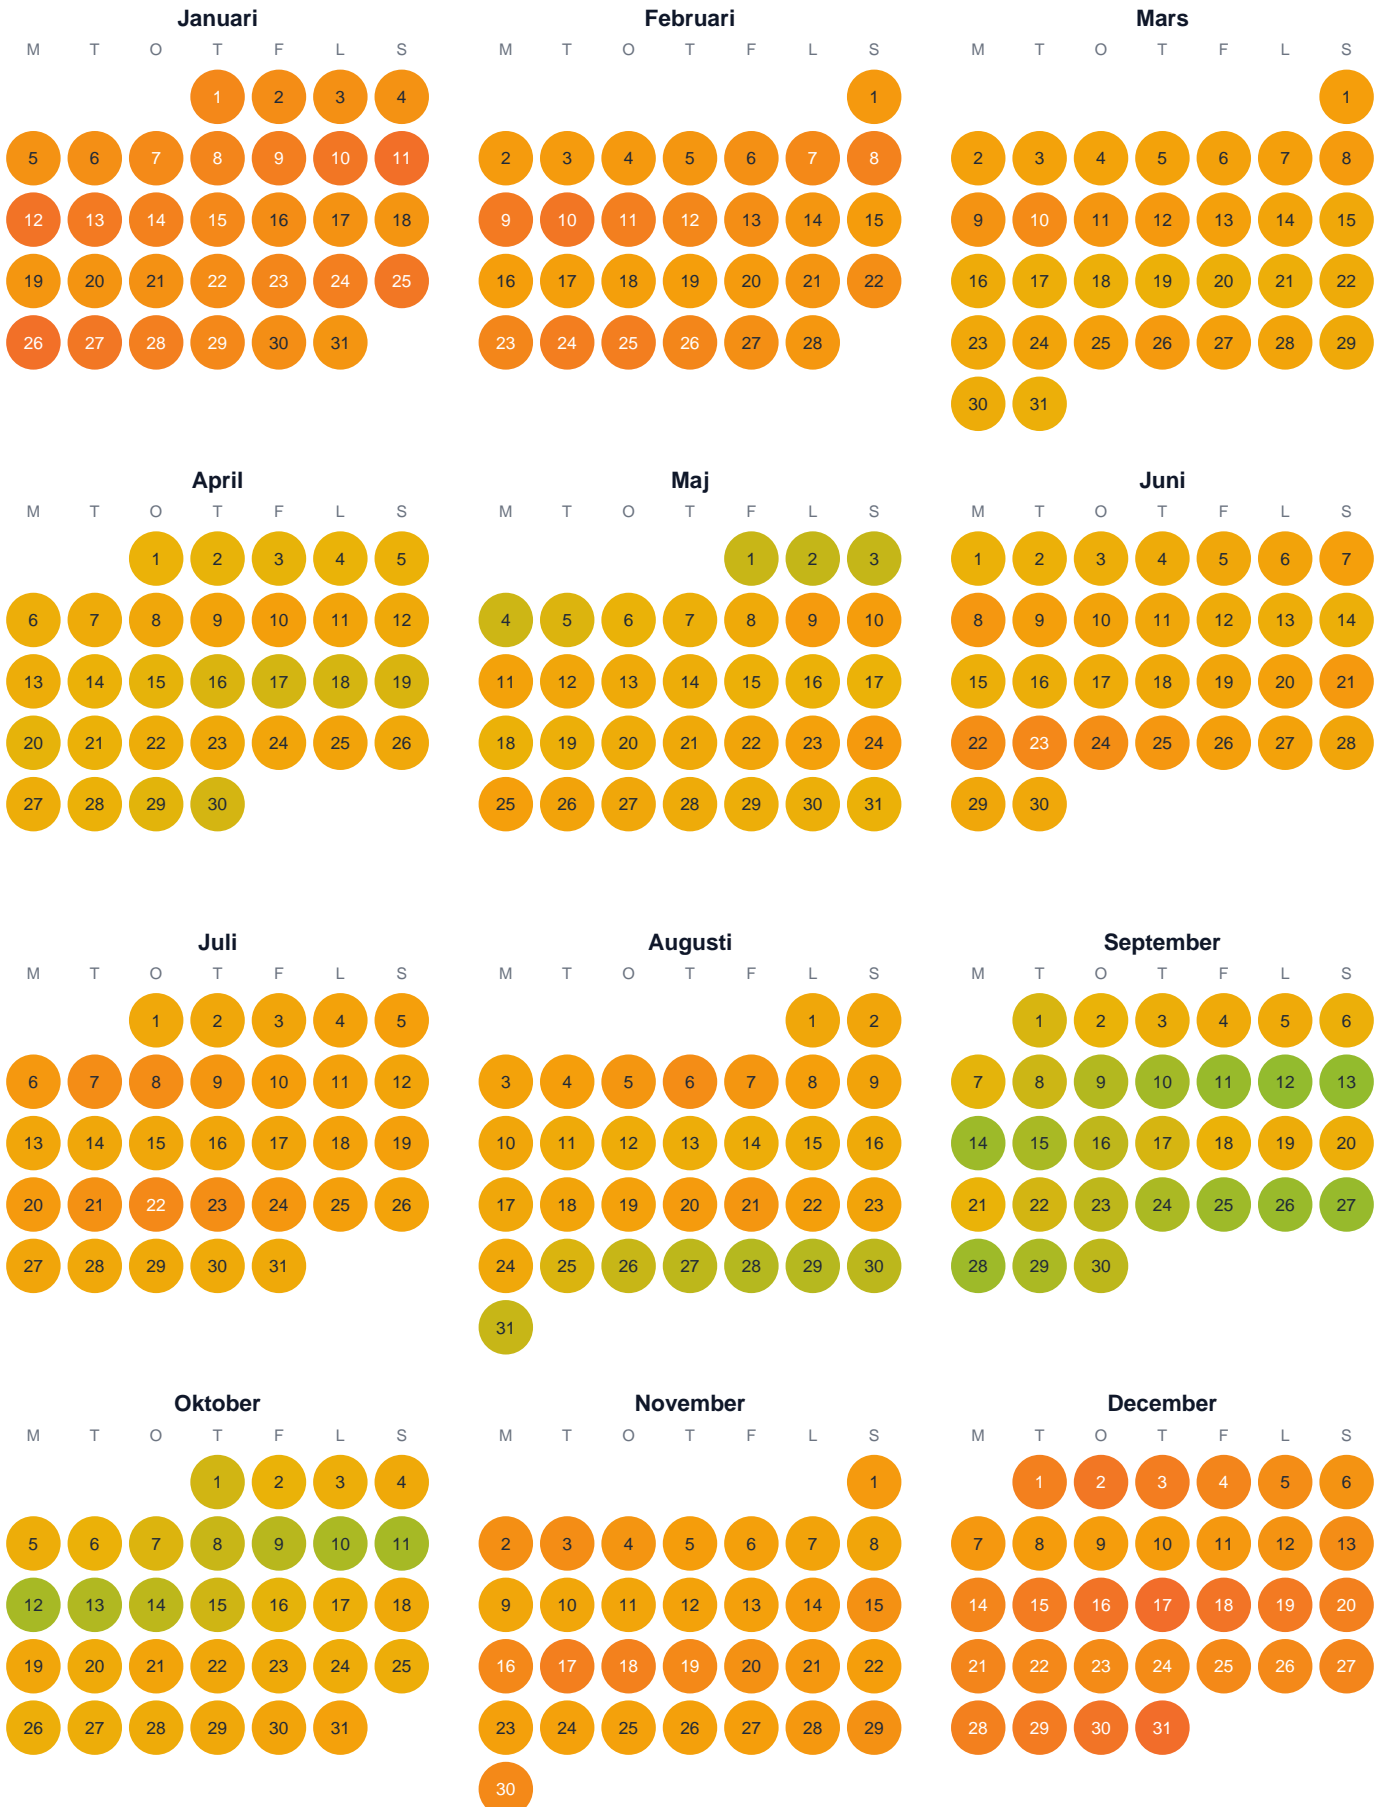 Januari Februari Mars
M T O T F L S M T O T F L S M T O T F L S
1 2 3 4 1 1
5 6 7 8 9 10 11 2 3 4 5 6 7 8 2 3 4 5 6 7 8
12 13 14 15 16 17 18 9 10 11 12 13 14 15 9 10 11 12 13 14 15
19 20 21 22 23 24 25 16 17 18 19 20 21 22 16 17 18 19 20 21 22
26 27 28 29 30 31 23 24 25 26 27 28 23 24 25 26 27 28 29
30 31
April Maj Juni
M T O T F L S M T O T F L S M T O T F L S
1 2 3 4 5 1 2 3 1 2 3 4 5 6 7
6 7 8 9 10 11 12 4 5 6 7 8 9 10 8 9 10 11 12 13 14
13 14 15 16 17 18 19 11 12 13 14 15 16 17 15 16 17 18 19 20 21
20 21 22 23 24 25 26 18 19 20 21 22 23 24 22 23 24 25 26 27 28
27 28 29 30 25 26 27 28 29 30 31 29 30
Juli Augusti September
M T O T F L S M T O T F L S M T O T F L S
1 2 3 4 5 1 2 1 2 3 4 5 6
6 7 8 9 10 11 12 3 4 5 6 7 8 9 7 8 9 10 11 12 13
13 14 15 16 17 18 19 10 11 12 13 14 15 16 14 15 16 17 18 19 20
20 21 22 23 24 25 26 17 18 19 20 21 22 23 21 22 23 24 25 26 27
27 28 29 30 31 24 25 26 27 28 29 30 28 29 30
31
Oktober November December
M T O T F L S M T O T F L S M T O T F L S
1 2 3 4 1 1 2 3 4 5 6
5 6 7 8 9 10 11 2 3 4 5 6 7 8 7 8 9 10 11 12 13
12 13 14 15 16 17 18 9 10 11 12 13 14 15 14 15 16 17 18 19 20
19 20 21 22 23 24 25 16 17 18 19 20 21 22 21 22 23 24 25 26 27
26 27 28 29 30 31 23 24 25 26 27 28 29 28 29 30 31
30